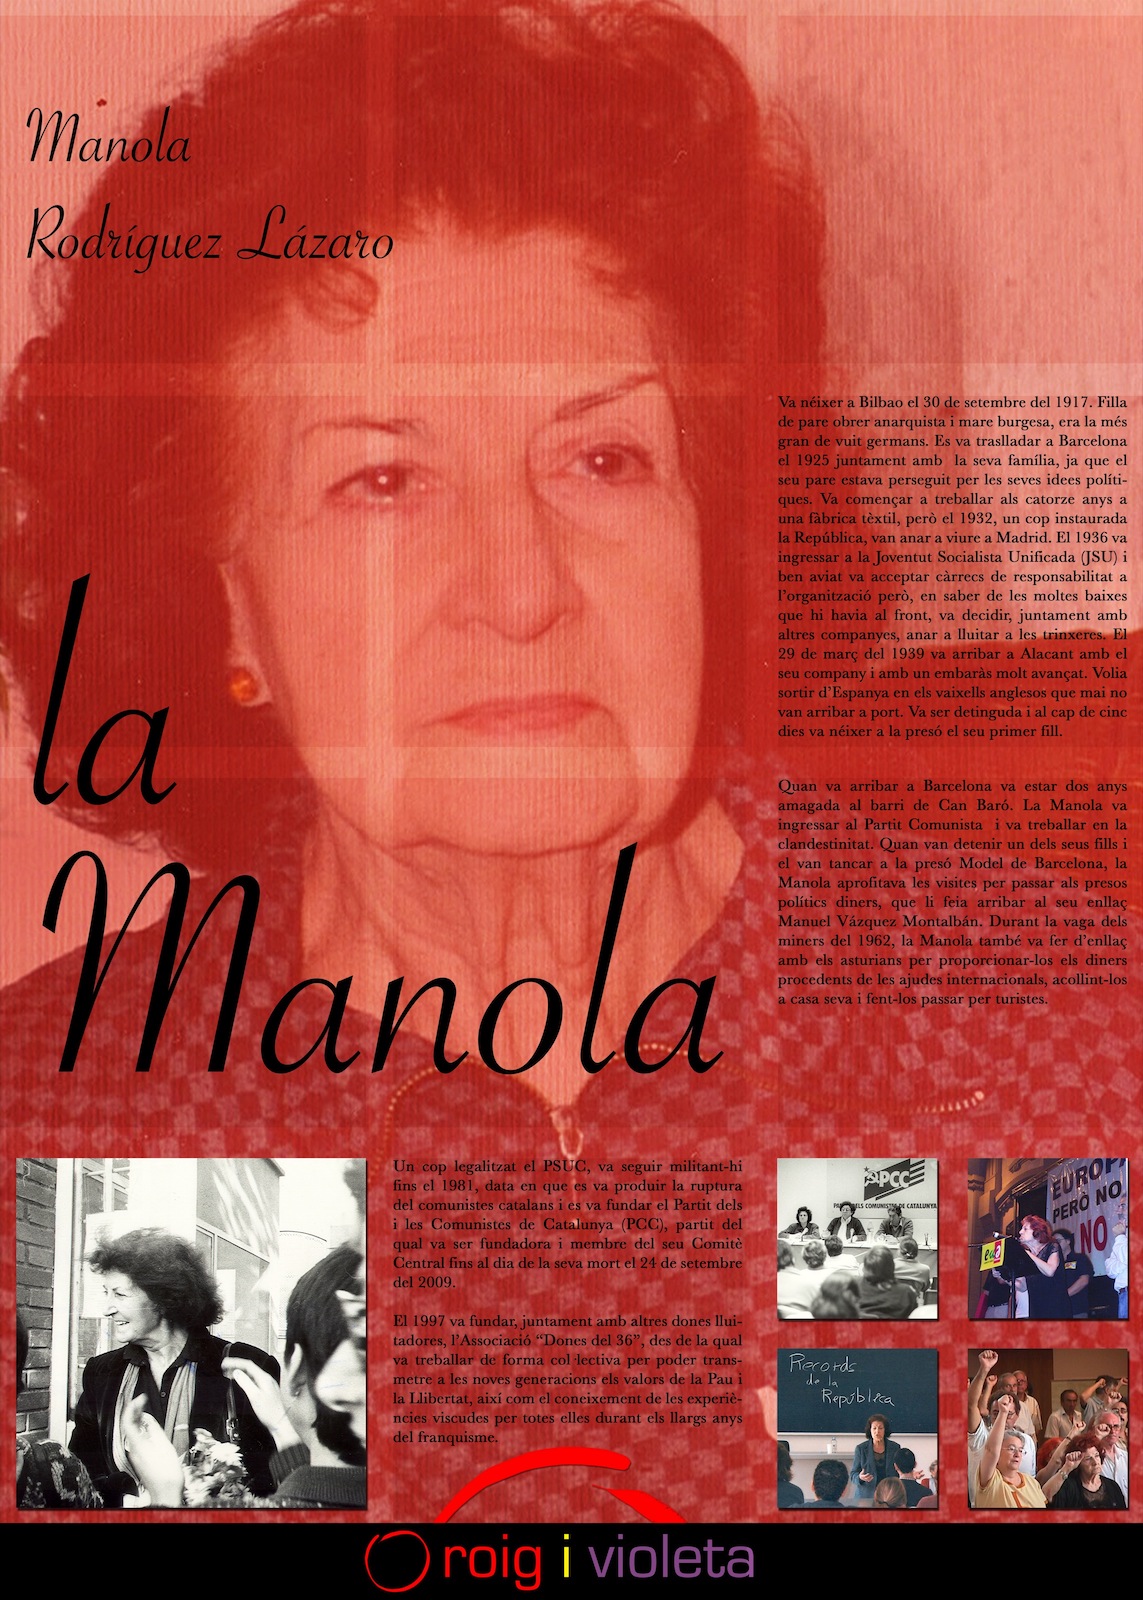 Manola
Rodríguez Lázaro
la
Manola
Va néixer a Bilbao el 30 de setembre del 1917. Filla
de pare obrer anarquista i mare burgesa, era la més
gran de vuit germans. Es va traslladar a Barcelona
el 1925 juntament amb la seva família, ja que el
seu pare estava perseguit per les seves idees políti-
ques. Va començar a treballar als catorze anys a
una fàbrica tèxtil, però el 1932, un cop instaurada
la República, van anar a viure a Madrid. El 1936 va
ingressar a la Joventut Socialista Unificada (JSU) i
ben aviat va acceptar càrrecs de responsabilitat a
l'organització però, en saber de les moltes baixes
que hi havia al front, va decidir, juntament amb
altres companyes, anar a lluitar a les trinxeres. El
29 de març del 1939 va arribar a Alacant amb el
seu company i amb un embaràs molt avançat. Volia
sortir d'Espanya en els vaixells anglesos que mai no
van arribar a port. Va ser detinguda i al cap de cinc
dies va néixer a la presó el seu primer fill.
Quan va arribar a Barcelona va estar dos anys
amagada al barri de Can Baró. La Manola va
ingressar al Partit Comunista i va treballar en la
clandestinitat. Quan van detenir un dels seus fills i
el van tancar a la presó Model de Barcelona, la
Manola aprofitava les visites per passar als presos
polítics diners, que li feia arribar al seu enllaç
Manuel Vázquez Montalbán. Durant la vaga dels
miners del 1962, la Manola també va fer d'enllaç
amb els asturians per proporcionar-los els diners
procedents de les ajudes internacionals, acollint-los
a casa seva i fent-los passar per turistes.
Un cop legalitzat el PSUC, va seguir militant-hi
fins el 1981, data en que es va produir la ruptura
del comunistes catalans i es va fundar el Partit dels
i les Comunistes de Catalunya (PCC), partit del
qual va ser fundadora i membre del seu Comitè
Central fins al dia de la seva mort el 24 de setembre
del 2009.
El 1997 va fundar, juntament amb altres dones llui-
tadores, l'Associació "Dones del 36", des de la qual
va treballar de forma col·lectiva per poder trans-
metre a les noves generacions els valors de la Pau i
la Llibertat, així com el coneixement de les experiè-
ncies viscudes per totes elles durant els llargs anys
del franquisme.
PCC
DELS COMUNISTES DE CATALUNYA
EUROPA
PERÒ NO
NO
Records
de la
República
roig i violeta